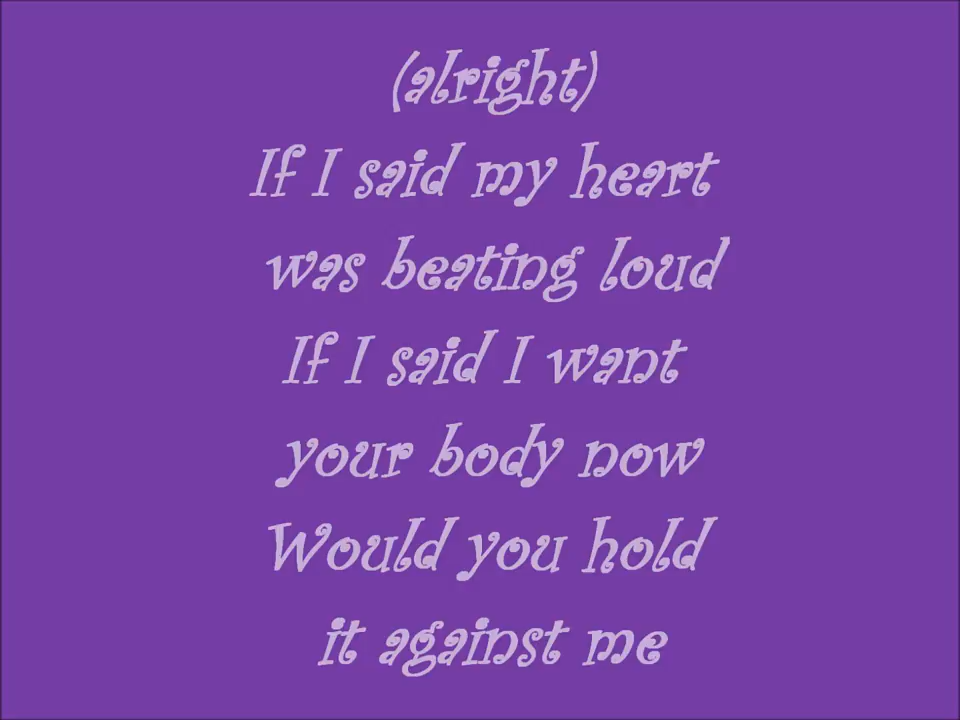 (alright)
If I said my heart
was beating loud
If I said I want
your body now
Would you hold
it against me